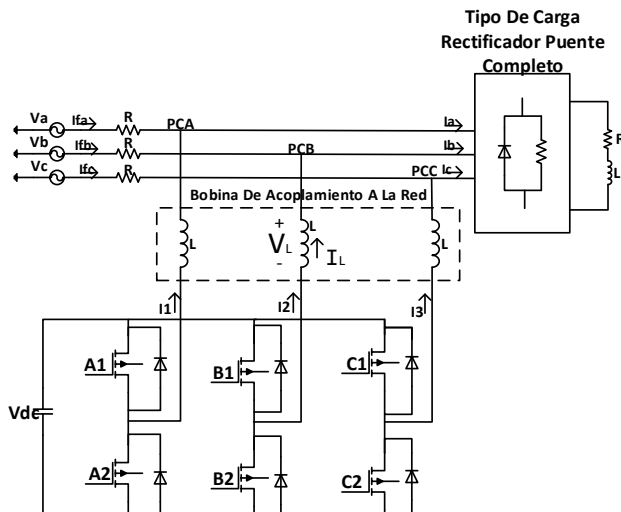 Tipo De Carga
Rectificador Puente
Completo
Va
Ifa
R
PCA
Ia
Vb
Ifb
R
PCB
Ib
Vc
Ifc
R
PCC
Ic
R
L
Bobina De Acoplamiento A La Red
+
VL
-
L
L
IL
L
I1
I2
I3
Vdc
A1
B1
C1
A2
B2
C2